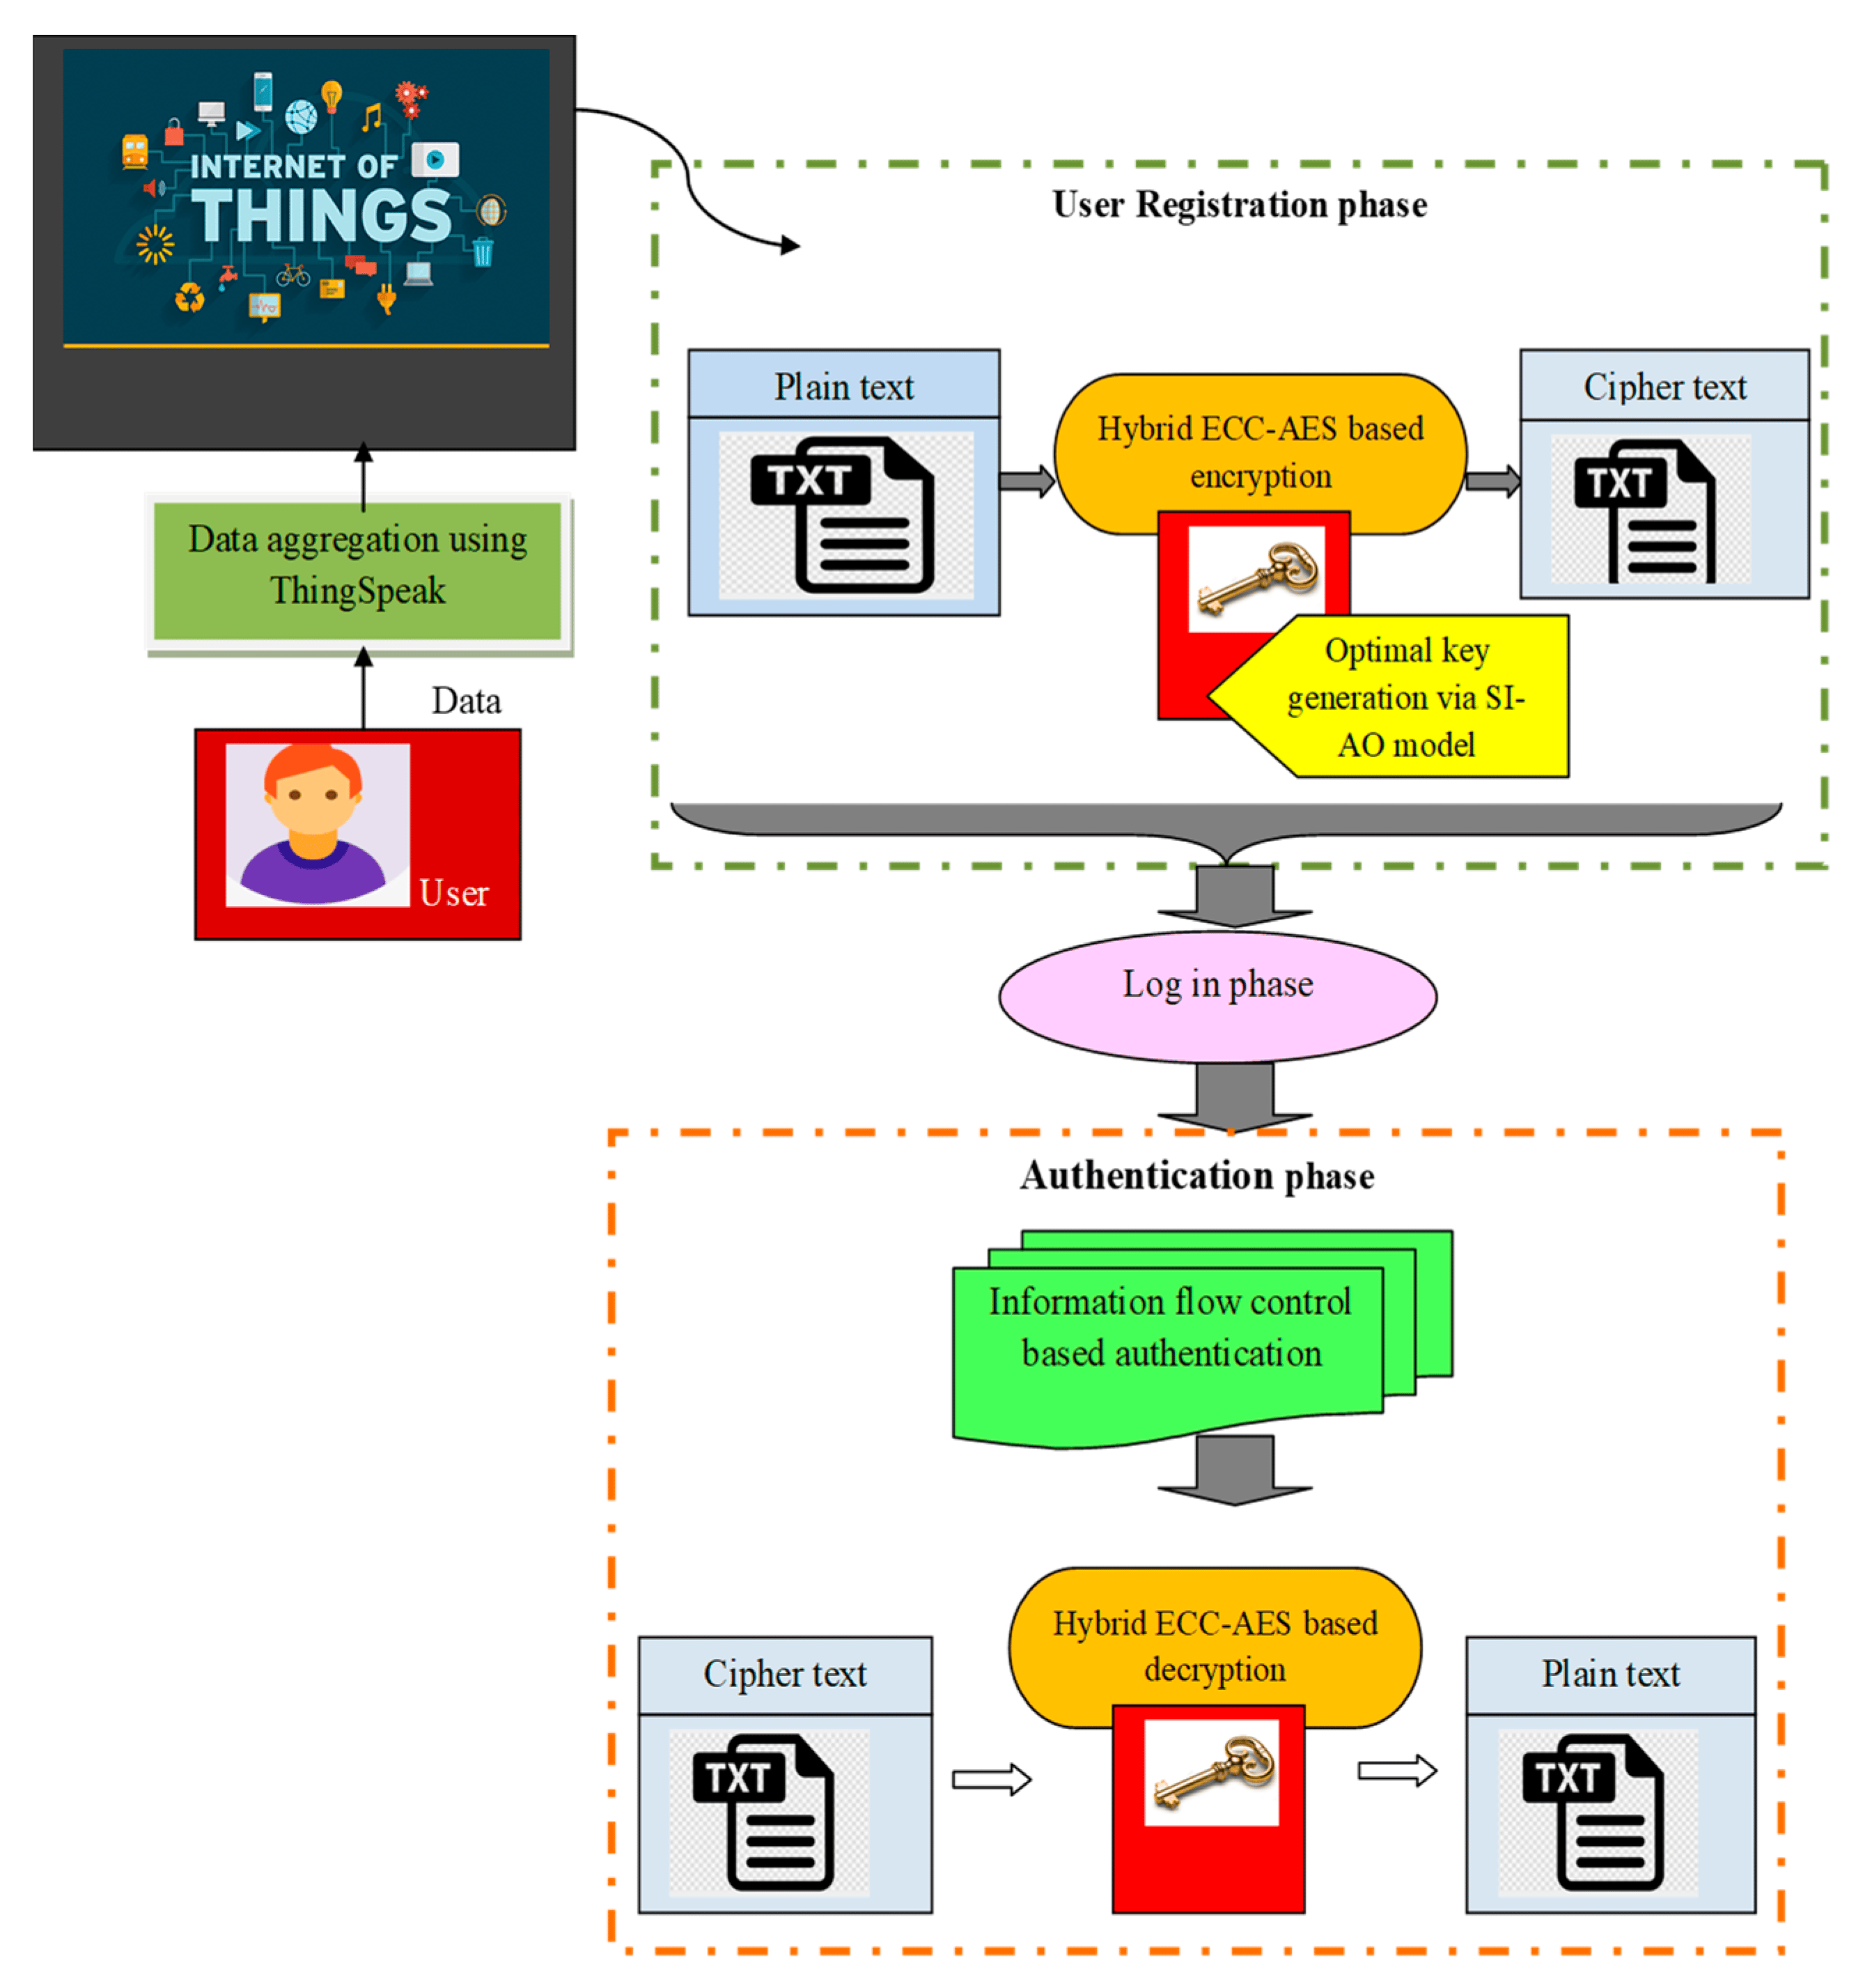 INTERNET OF
THINGS
User Registration phase
Plain text
TXT
Hybrid ECC-AES based
encryption
Cipher text
TXT
Optimal key
generation via SI-
AO model
Data aggregation using
ThingSpeak
Data
User
Log in phase
Authentication phase
Information flow control
based authentication
Cipher text
TXT
Hybrid ECC-AES based
decryption
Plain text
TXT